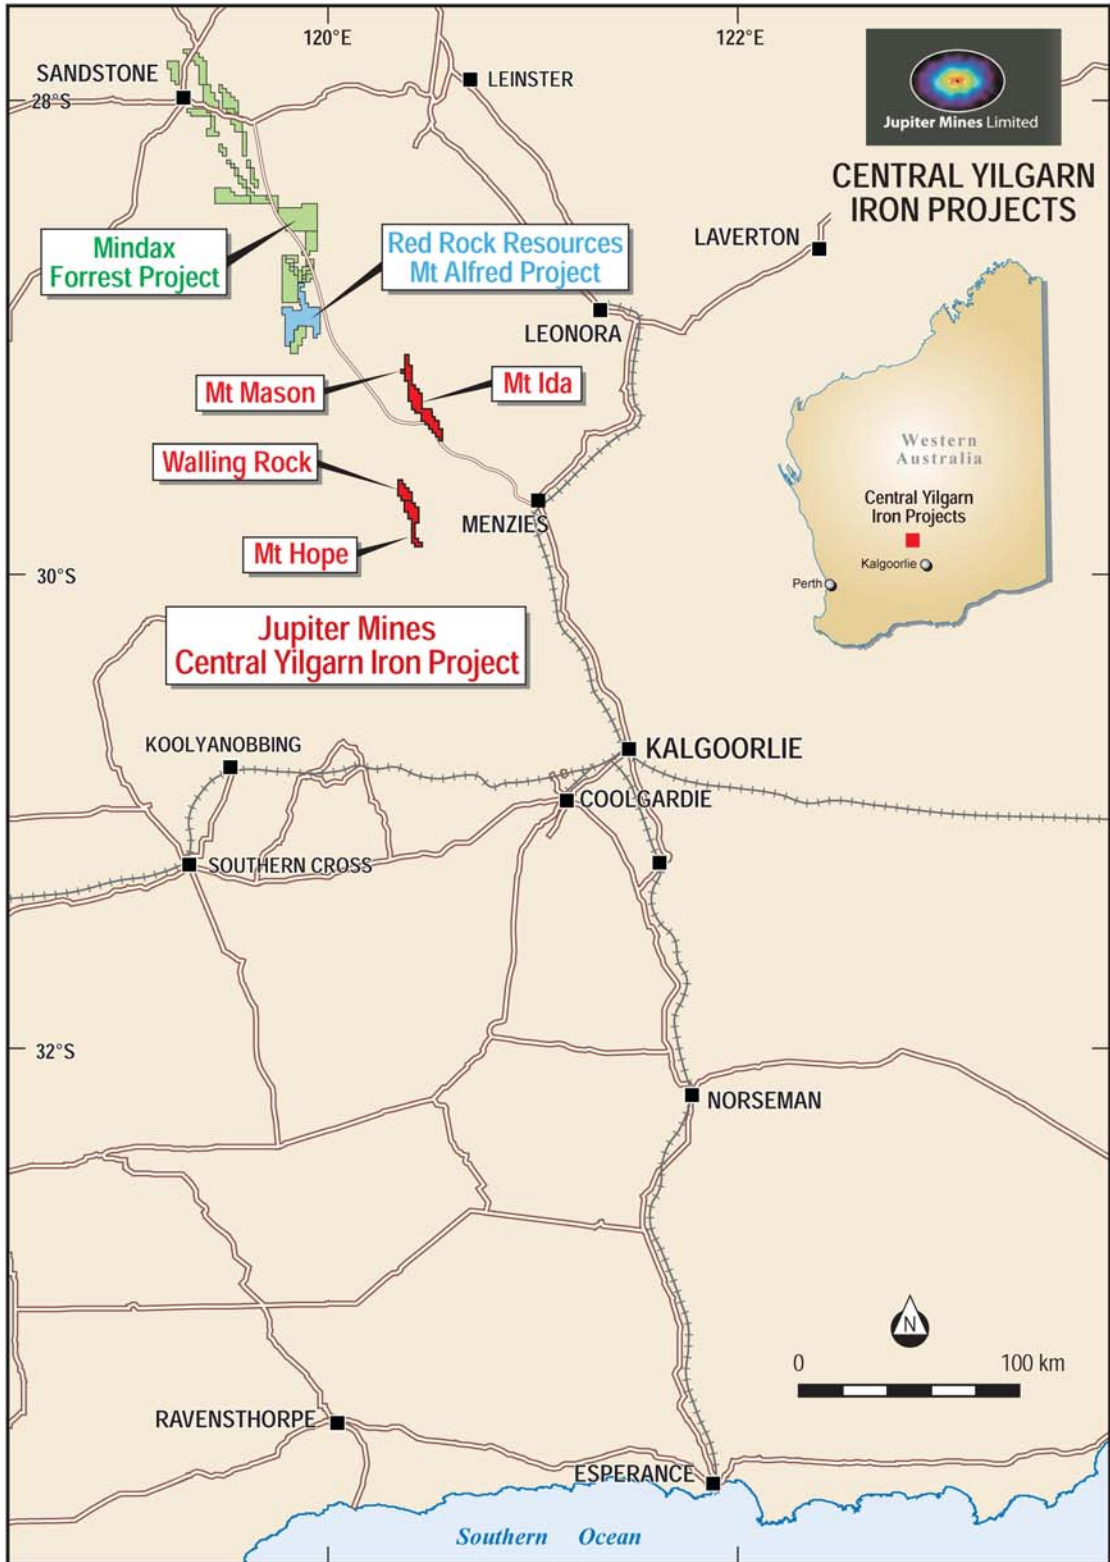 120°E
122°E
SANDSTONE
LEINSTER
28°S
Jupiter Mines Limited
CENTRAL YILGARN
IRON PROJECTS
Mindax
Forrest Project
Red Rock Resources
Mt Alfred Project
LAVERTON
LEONORA
Mt Mason
Mt Ida
Walling Rock
MENZIES
Mt Hope
Western
Australia
Central Yilgarn
Iron Projects
Kalgoorlie
Perth
30°S
Jupiter Mines
Central Yilgarn Iron Project
KOOLYANOBBING
KALGOORLIE
COOLGARDIE
SOUTHERN CROSS
32°S
NORSEMAN
N
0 100 km
RAVENSTHORPE
ESPERANCE
Southern Ocean